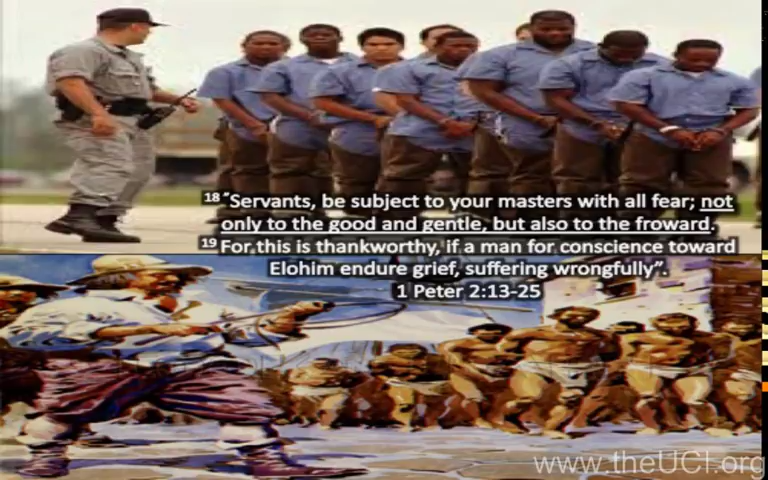 18 "Servants, be subject to your masters with all fear; not
only to the good and gentle, but also to the froward.
19 For this is thankworthy, if a man for conscience toward
Elohim endure grief, suffering wrongfully".
1 Peter 2:13-25
www.theUCI.org